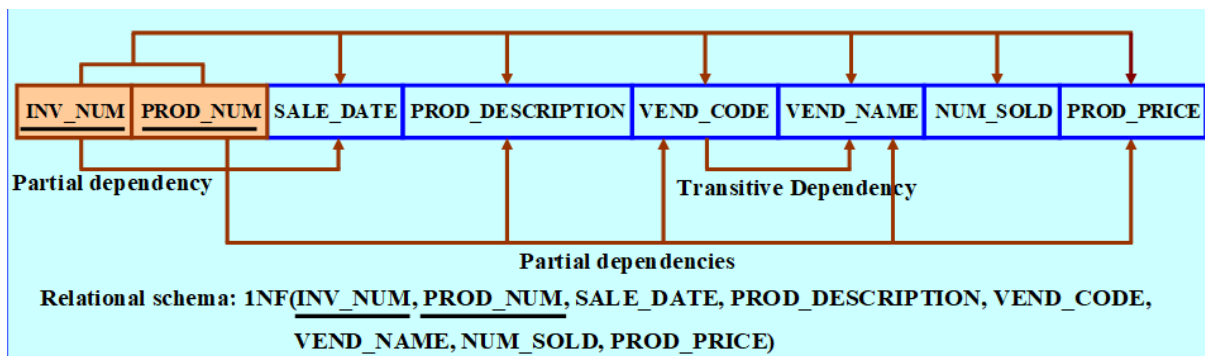 INV_NUM PROD_NUM SALE_DATE PROD_DESCRIPTION VEND_CODE VEND_NAME NUM_SOLD PROD_PRICE
Partial dependency Transitive Dependency
Partial dependencies
Relational schema: 1NF(INV_NUM, PROD_NUM, SALE_DATE, PROD_DESCRIPTION, VEND_CODE,
VEND_NAME, NUM_SOLD, PROD_PRICE)